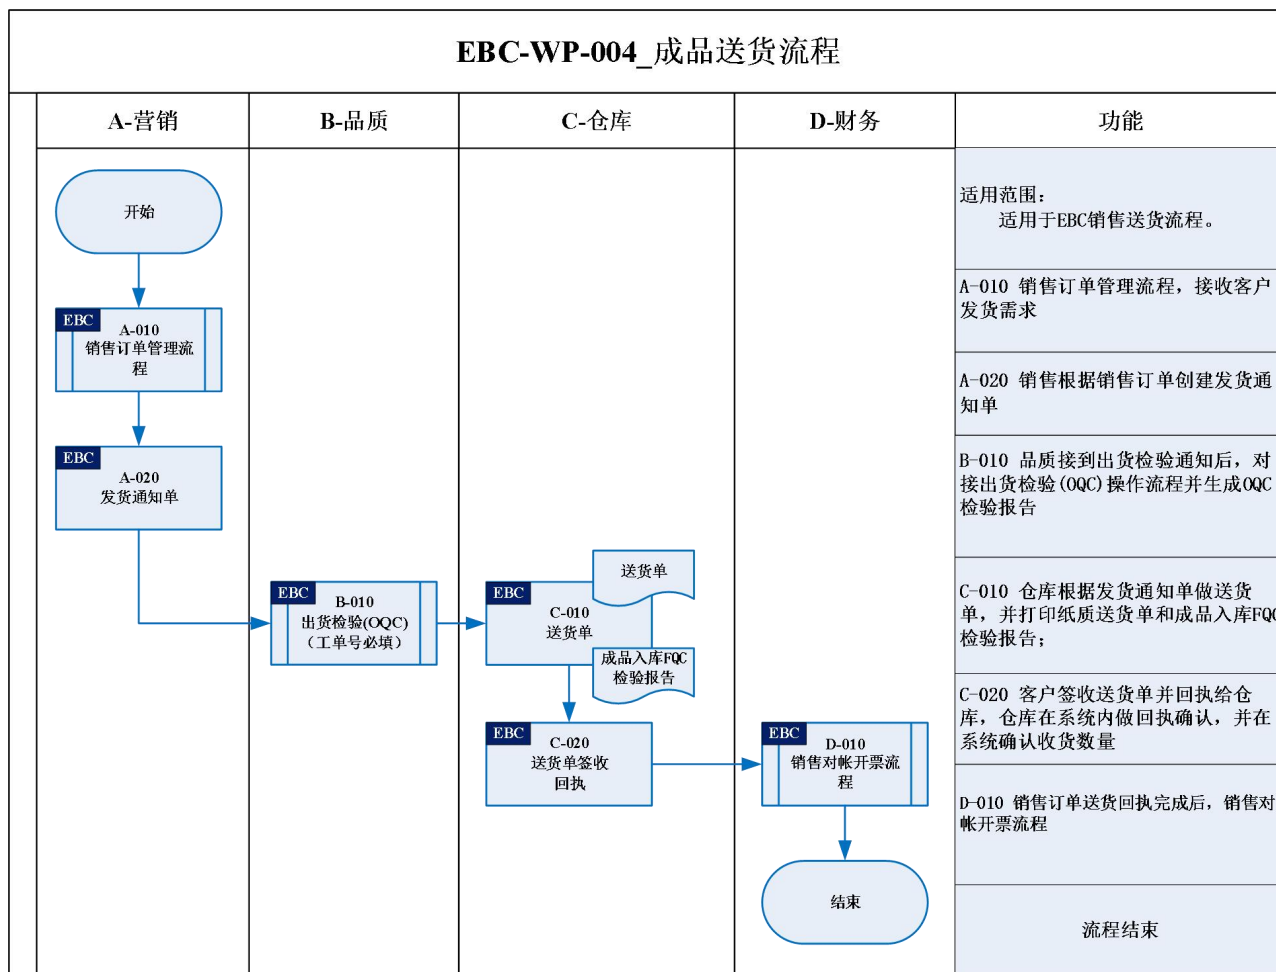 EBC-WP-004_成品送货流程
A-营销
B-品质
C-仓库
D-财务
功能
开始
EBC
A-010
销售订单管理流
程
EBC
A-020
发货通知单
EBC
B-010
出货检验(OQC)
（工单号必填）
送货单
EBC
C-010
送货单
成品入库FQC
检验报告
EBC
C-020
送货单签收
回执
EBC
D-010
销售对帐开票流
程
结束
适用范围：
适用于EBC销售送货流程。
A-010 销售订单管理流程，接收客户
发货需求
A-020 销售根据销售订单创建发货通
知单
B-010 品质接到出货检验通知后，对
接出货检验(OQC)操作流程并生成OQC
检验报告
C-010 仓库根据发货通知单做送货
单，并打印纸质送货单和成品入库FQC
检验报告；
C-020 客户签收送货单并回执给仓
库，仓库在系统内做回执确认，并在
系统确认收货数量
D-010 销售订单送货回执完成后，销售对
帐开票流程
流程结束